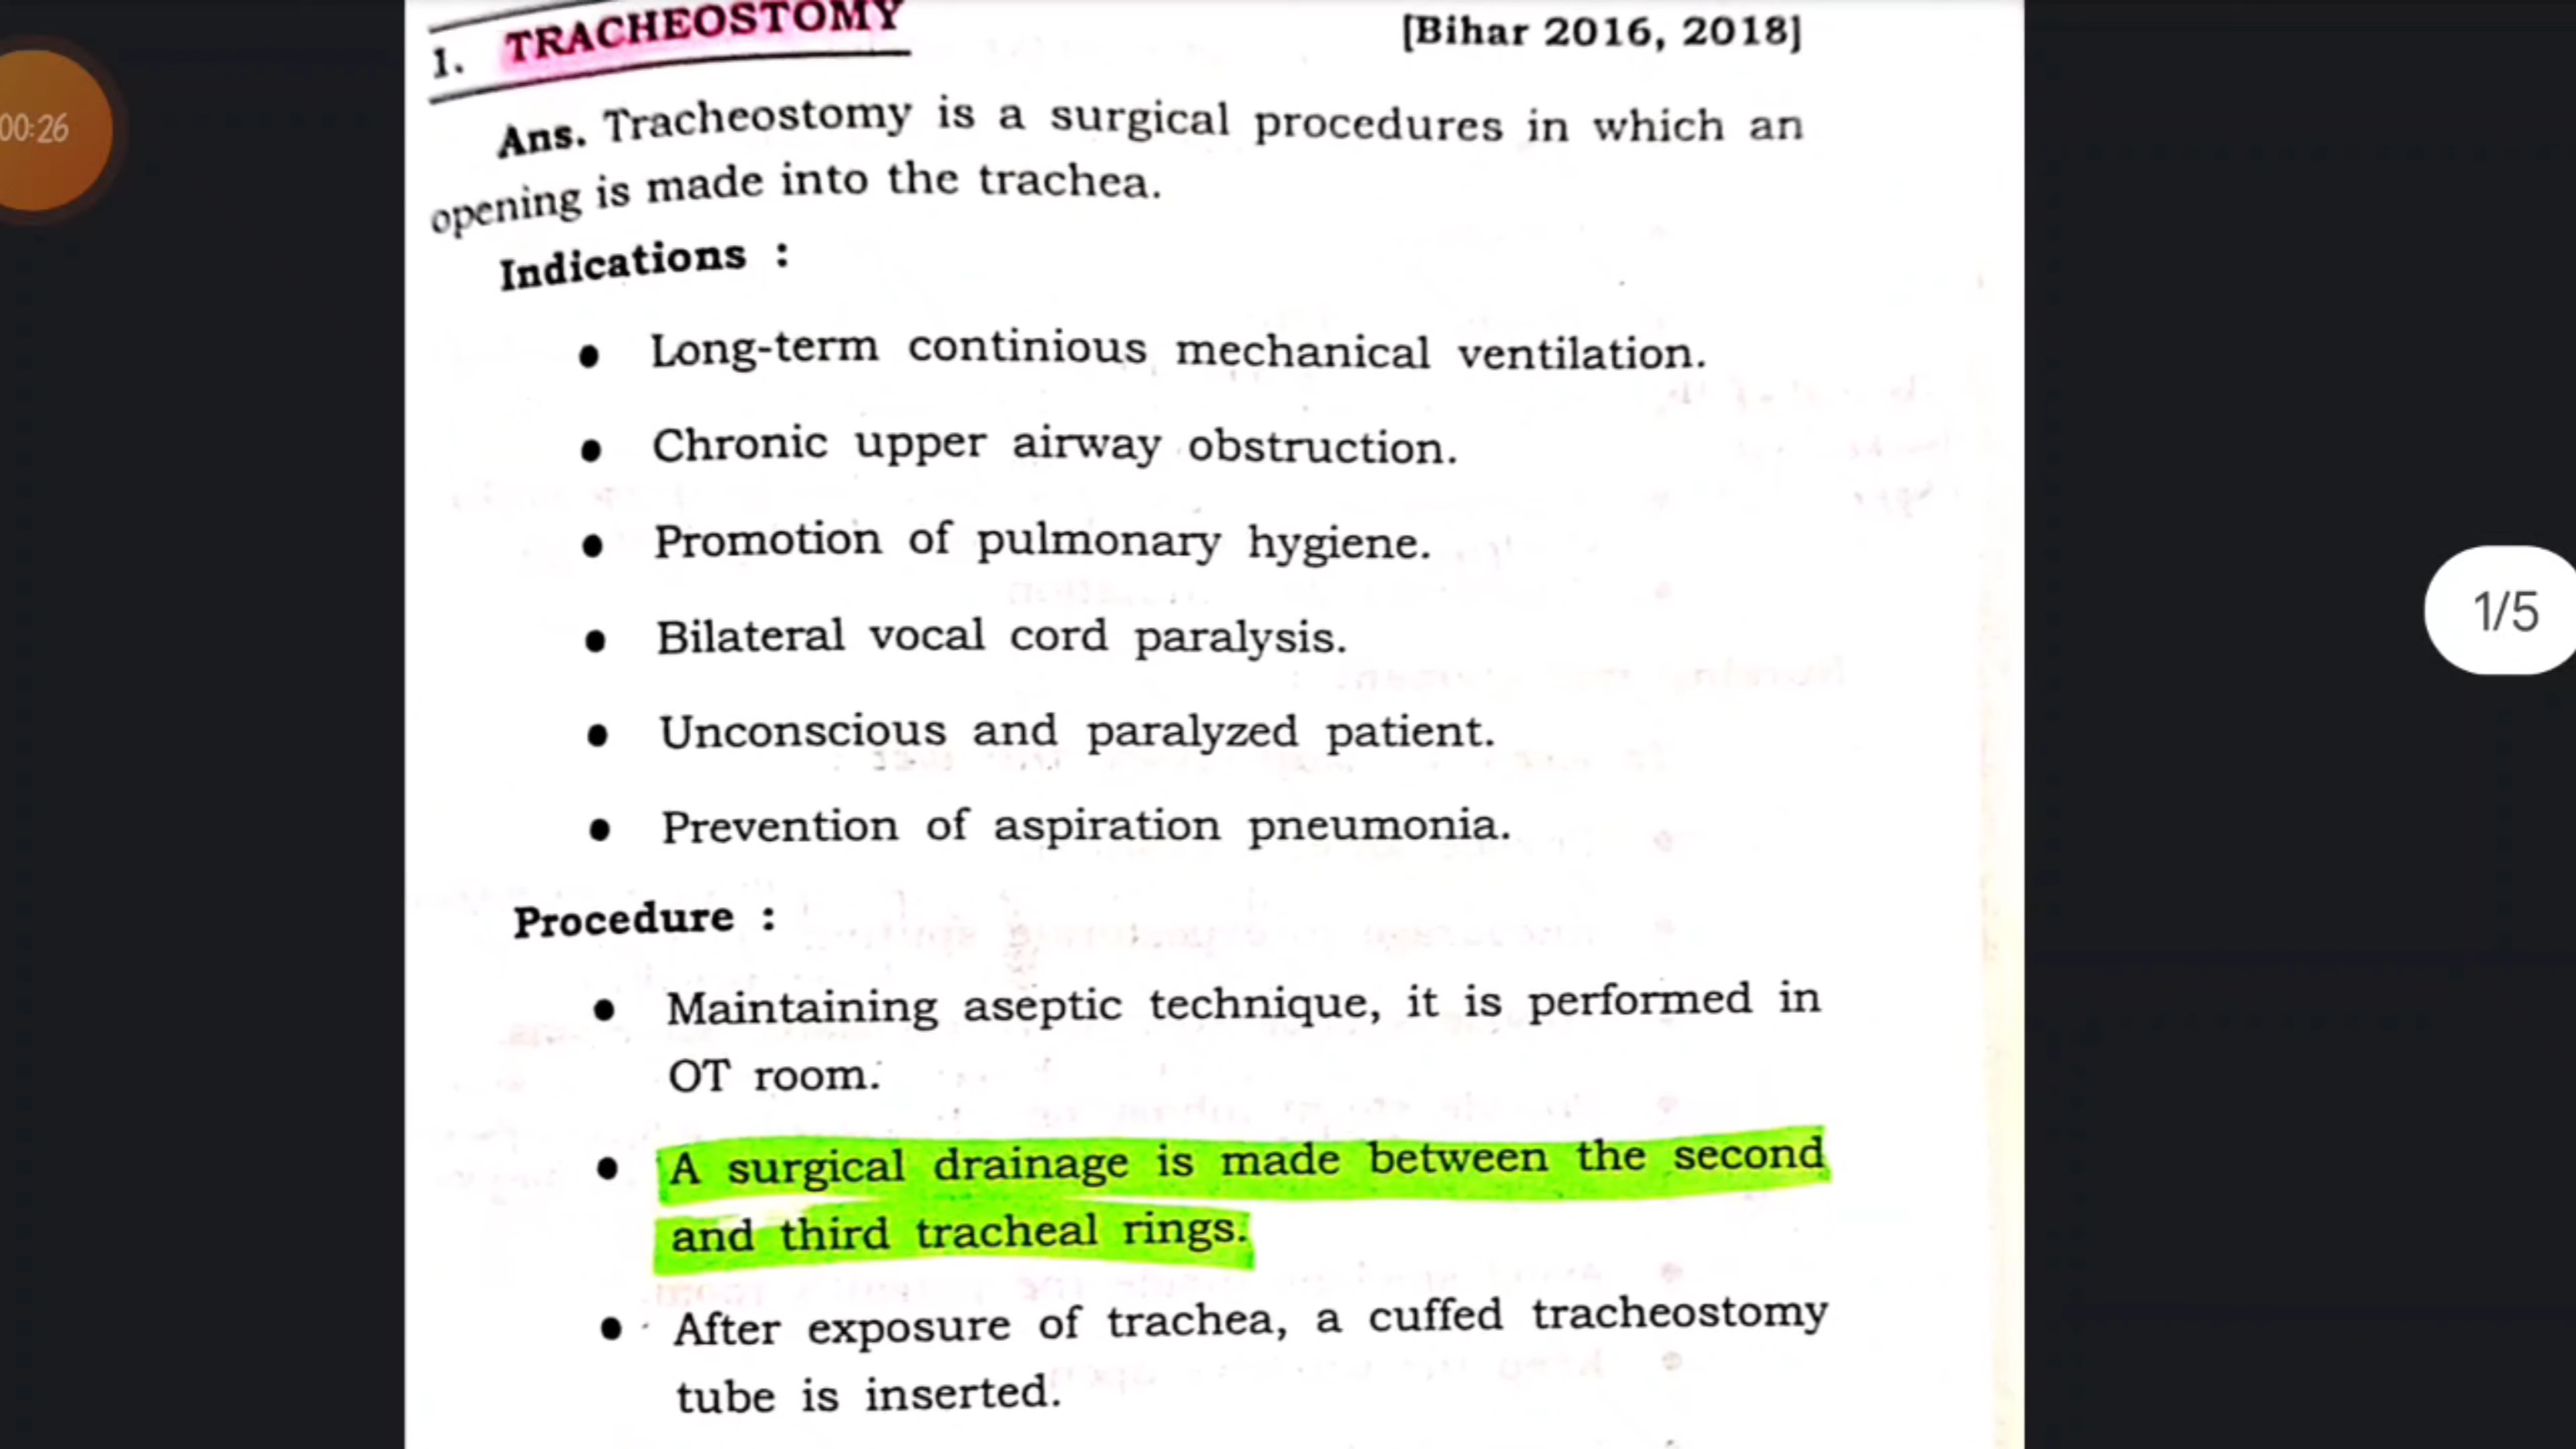 1. TRACHEOSTOMY [Bihar 2016, 2018]
00:26
Ans. Tracheostomy is a surgical procedures in which an
opening is made into the trachea.
Indications :
● Long-term continious mechanical ventilation.
● Chronic upper airway obstruction.
● Promotion of pulmonary hygiene.
1/5
● Bilateral vocal cord paralysis.
● Unconscious and paralyzed patient.
● Prevention of aspiration pneumonia.
Procedure :
● Maintaining aseptic technique, it is performed in
OT room.
● A surgical drainage is made between the second
and third tracheal rings.
● After exposure of trachea, a cuffed tracheostomy
tube is inserted.